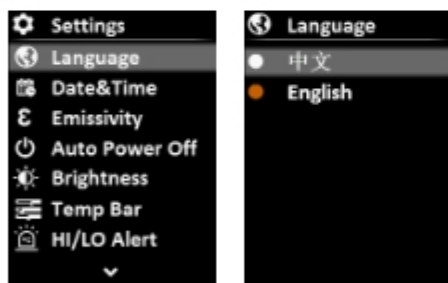 Settings
Language
Date&Time
Emissivity
Auto Power Off
Brightness
Temp Bar
HI/LO Alert
Language
中文
English